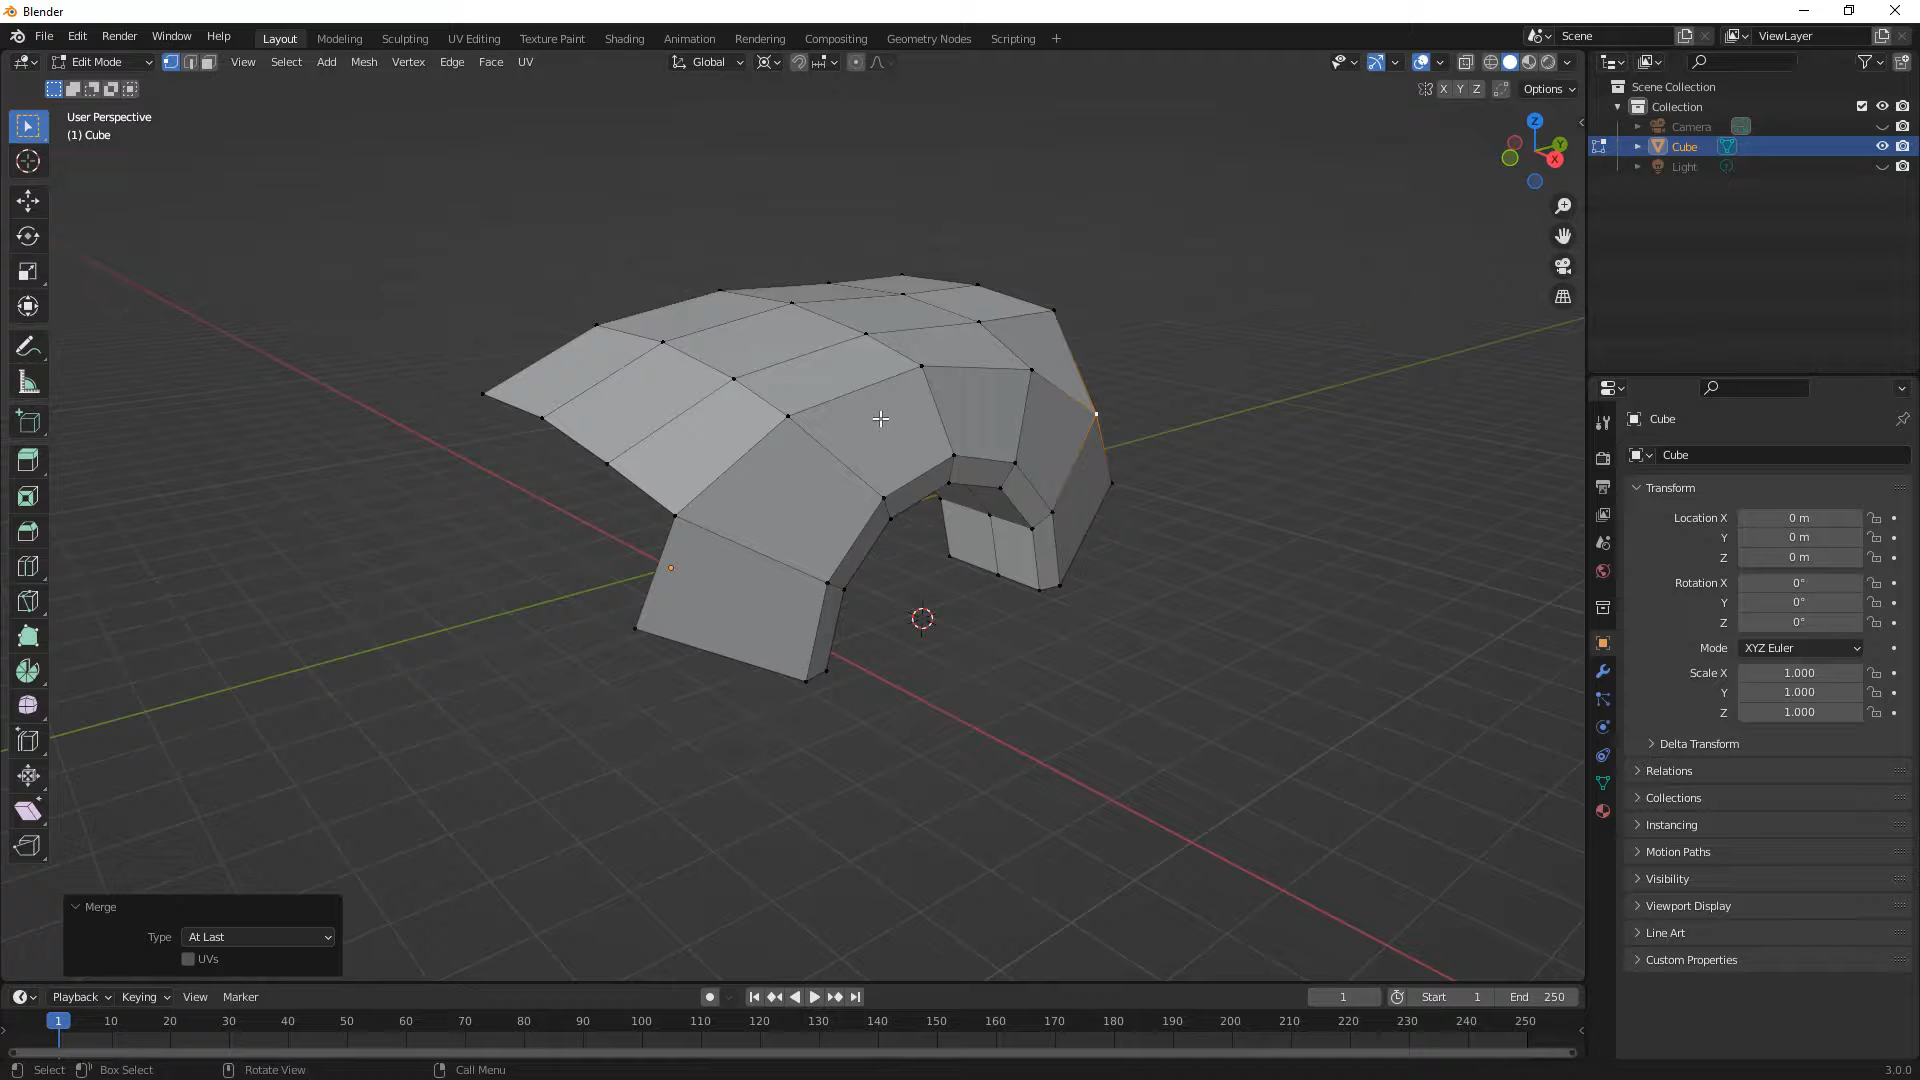 Blender
File Edit Render Window Help
Layout Modeling Sculpting UV Editing Texture Paint Shading Animation Rendering Compositing Geometry Nodes Scripting +
Scene ViewLayer
Edit Mode View Select Add Mesh Vertex Edge Face UV Global
X Y Z Options
User Perspective
(1) Cube
Z
Y
X
Scene Collection
Collection
Camera
Cube
Light
Cube
Cube
Transform
Location X 0 m
Y 0 m
Z 0 m
Rotation X 0°
Y 0°
Z 0°
Mode XYZ Euler
Scale X 1.000
Y 1.000
Z 1.000
Delta Transform
Relations
Collections
Instancing
Motion Paths
Visibility
Viewport Display
Line Art
Custom Properties
Merge
Type At Last
UVs
Playback Keying View Marker 1 Start 1 End 250
1 10 20 30 40 50 60 70 80 90 100 110 120 130 140 150 160 170 180 190 200 210 220 230 240 250
Select Box Select Rotate View Call Menu 3.0.0